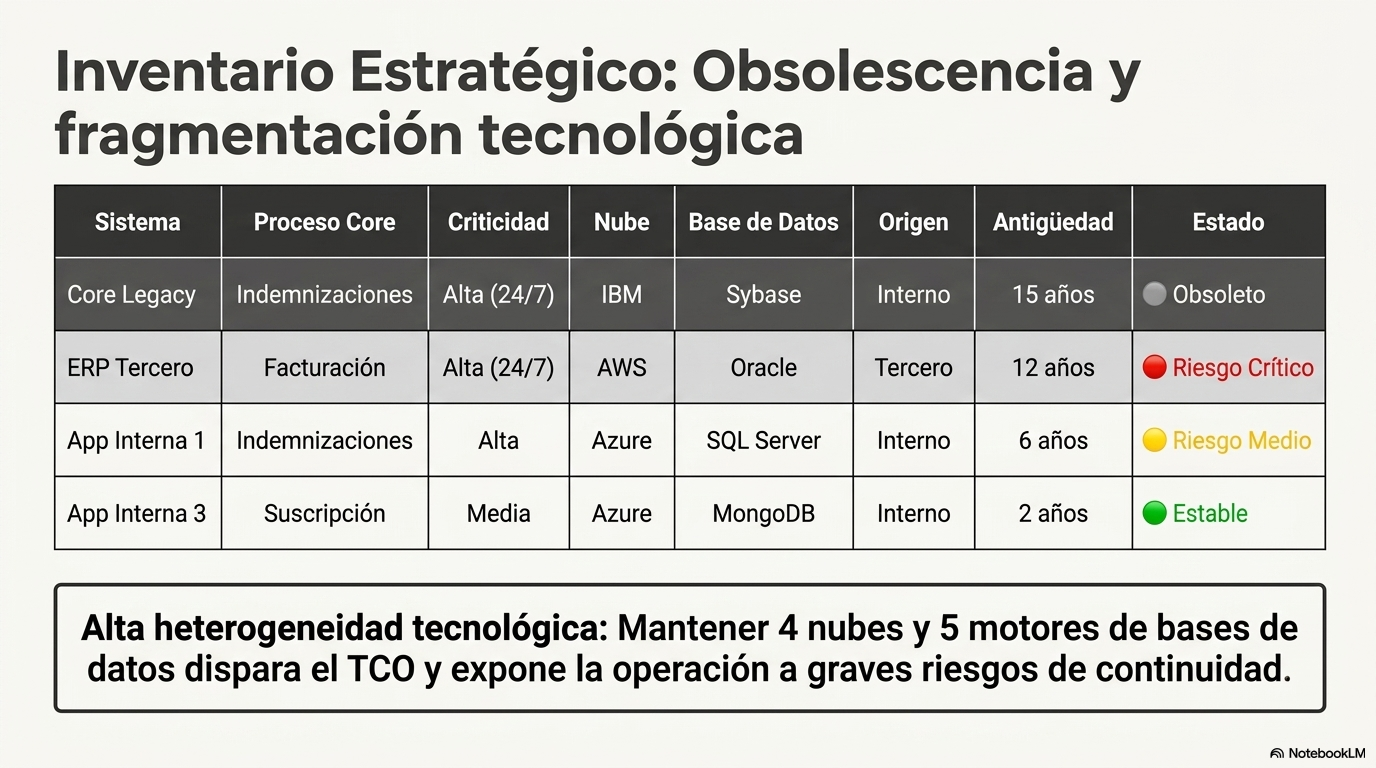 Inventario Estratégico: Obsolescencia y
fragmentación tecnológica
Sistema Proceso Core Criticidad Nube Base de Datos Origen Antigüedad Estado
Core Legacy Indemnizaciones Alta (24/7) IBM Sybase Interno 15 años Obsoleto
ERP Tercero Facturación Alta (24/7) AWS Oracle Tercero 12 años Riesgo Crítico
App Interna 1 Indemnizaciones Alta Azure SQL Server Interno 6 años Riesgo Medio
App Interna 3 Suscripción Media Azure MongoDB Interno 2 años Estable
Alta heterogeneidad tecnológica: Mantener 4 nubes y 5 motores de bases de
datos dispara el TCO y expone la operación a graves riesgos de continuidad.
NotebookLM